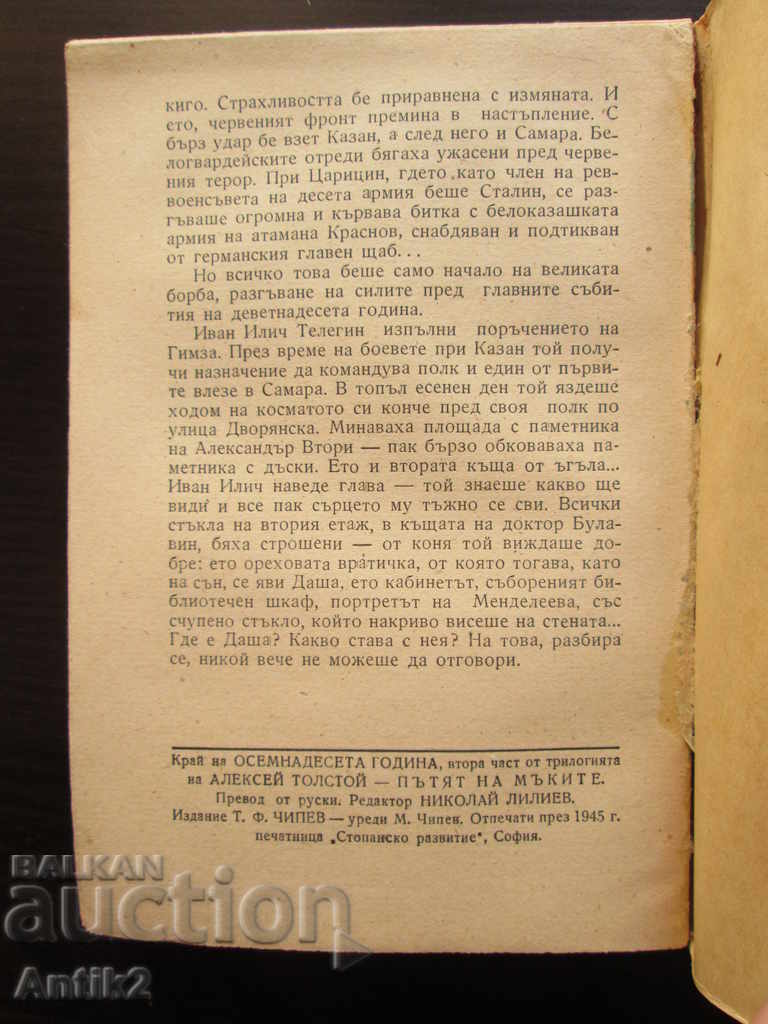 киго. Страхливостта бе приравнена с измяната. И
ето, червеният фронт премина в настъпление. С
бърз удар бе взет Казан, а след него и Самара. Бе-
логвардейските отреди бягаха ужасени пред черве-
ния терор. При Царицин, гдето като член на рев-
военсъвета на десета армия беше Сталин, се раз-
гъваше огромна и кървава битка с белоказашката
армия на атамана Краснов, снабдяван и подтикван
от германския главен щаб...
Но всичко това беше само начало на великата
борба, разгъване на силите пред главните съби-
тия на деветнадесета година.
Иван Илич Телегин изпълни поръчението на
Гимза. През време на боевете при Казан той полу-
чи назначение да командува полк и един от първи-
те влезе в Самара. В топъл есенен ден той яздеше
ходом на косматото си конче пред своя полк по
улица Дворянска. Минаваха площада с паметника
на Александър Втори — пак бързо обковаваха па-
метника с дъски. Ето и втората къща от ъгъла...
Иван Илич наведе глава — той знаеше какво ще
види и все пак сърцето му тъжно се сви. Всички
стъкла на втория етаж, в къщата на доктор Була-
вин, бяха строшени — от коня той виждаше до-
бре: ето ореховата вратичка, от която тогава, като
на сън, се яви Даша, ето кабинетът, събореният би-
блиотечен шкаф, портретът на Менделеева, със
счупено стъкло, който накриво висеше на стената...
Где е Даша? Какво става с нея? На това, разбира
се, никой вече не можеше да отговори.
Край на ОСЕМНАДЕСЕТА ГОДИНА, втора част от трилогията
на АЛЕКСЕЙ ТОЛСТОЙ — ПЪТЯТ НА МЪКИТЕ.
Превод от руски. Редактор НИКОЛАЙ ЛИЛИЕВ.
Издание Т. Ф. ЧИПЕВ — уреди М. Чипев. Отпечати през 1945 г.
печатница „Стопанско развитие", София.
BALKAN
auction
Antik2